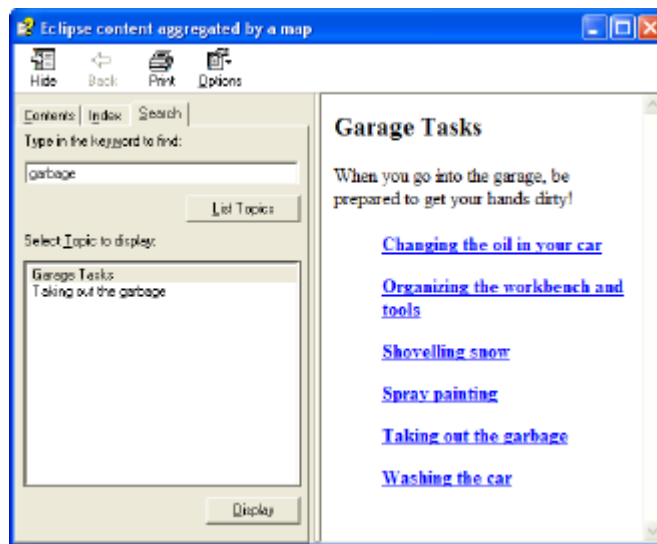 Eclipse content aggregated by a map
Hide Back Print Options
Contents Index Search
Type in the keyword to find:
garbage
List Topics
Select Topic to display:
Garage Tasks
Taking out the garbage
Display
Garage Tasks
When you go into the garage, be
prepared to get your hands dirty!
Changing the oil in your car
Organizing the workbench and
tools
Shovelling snow
Spray painting
Taking out the garbage
Washing the car